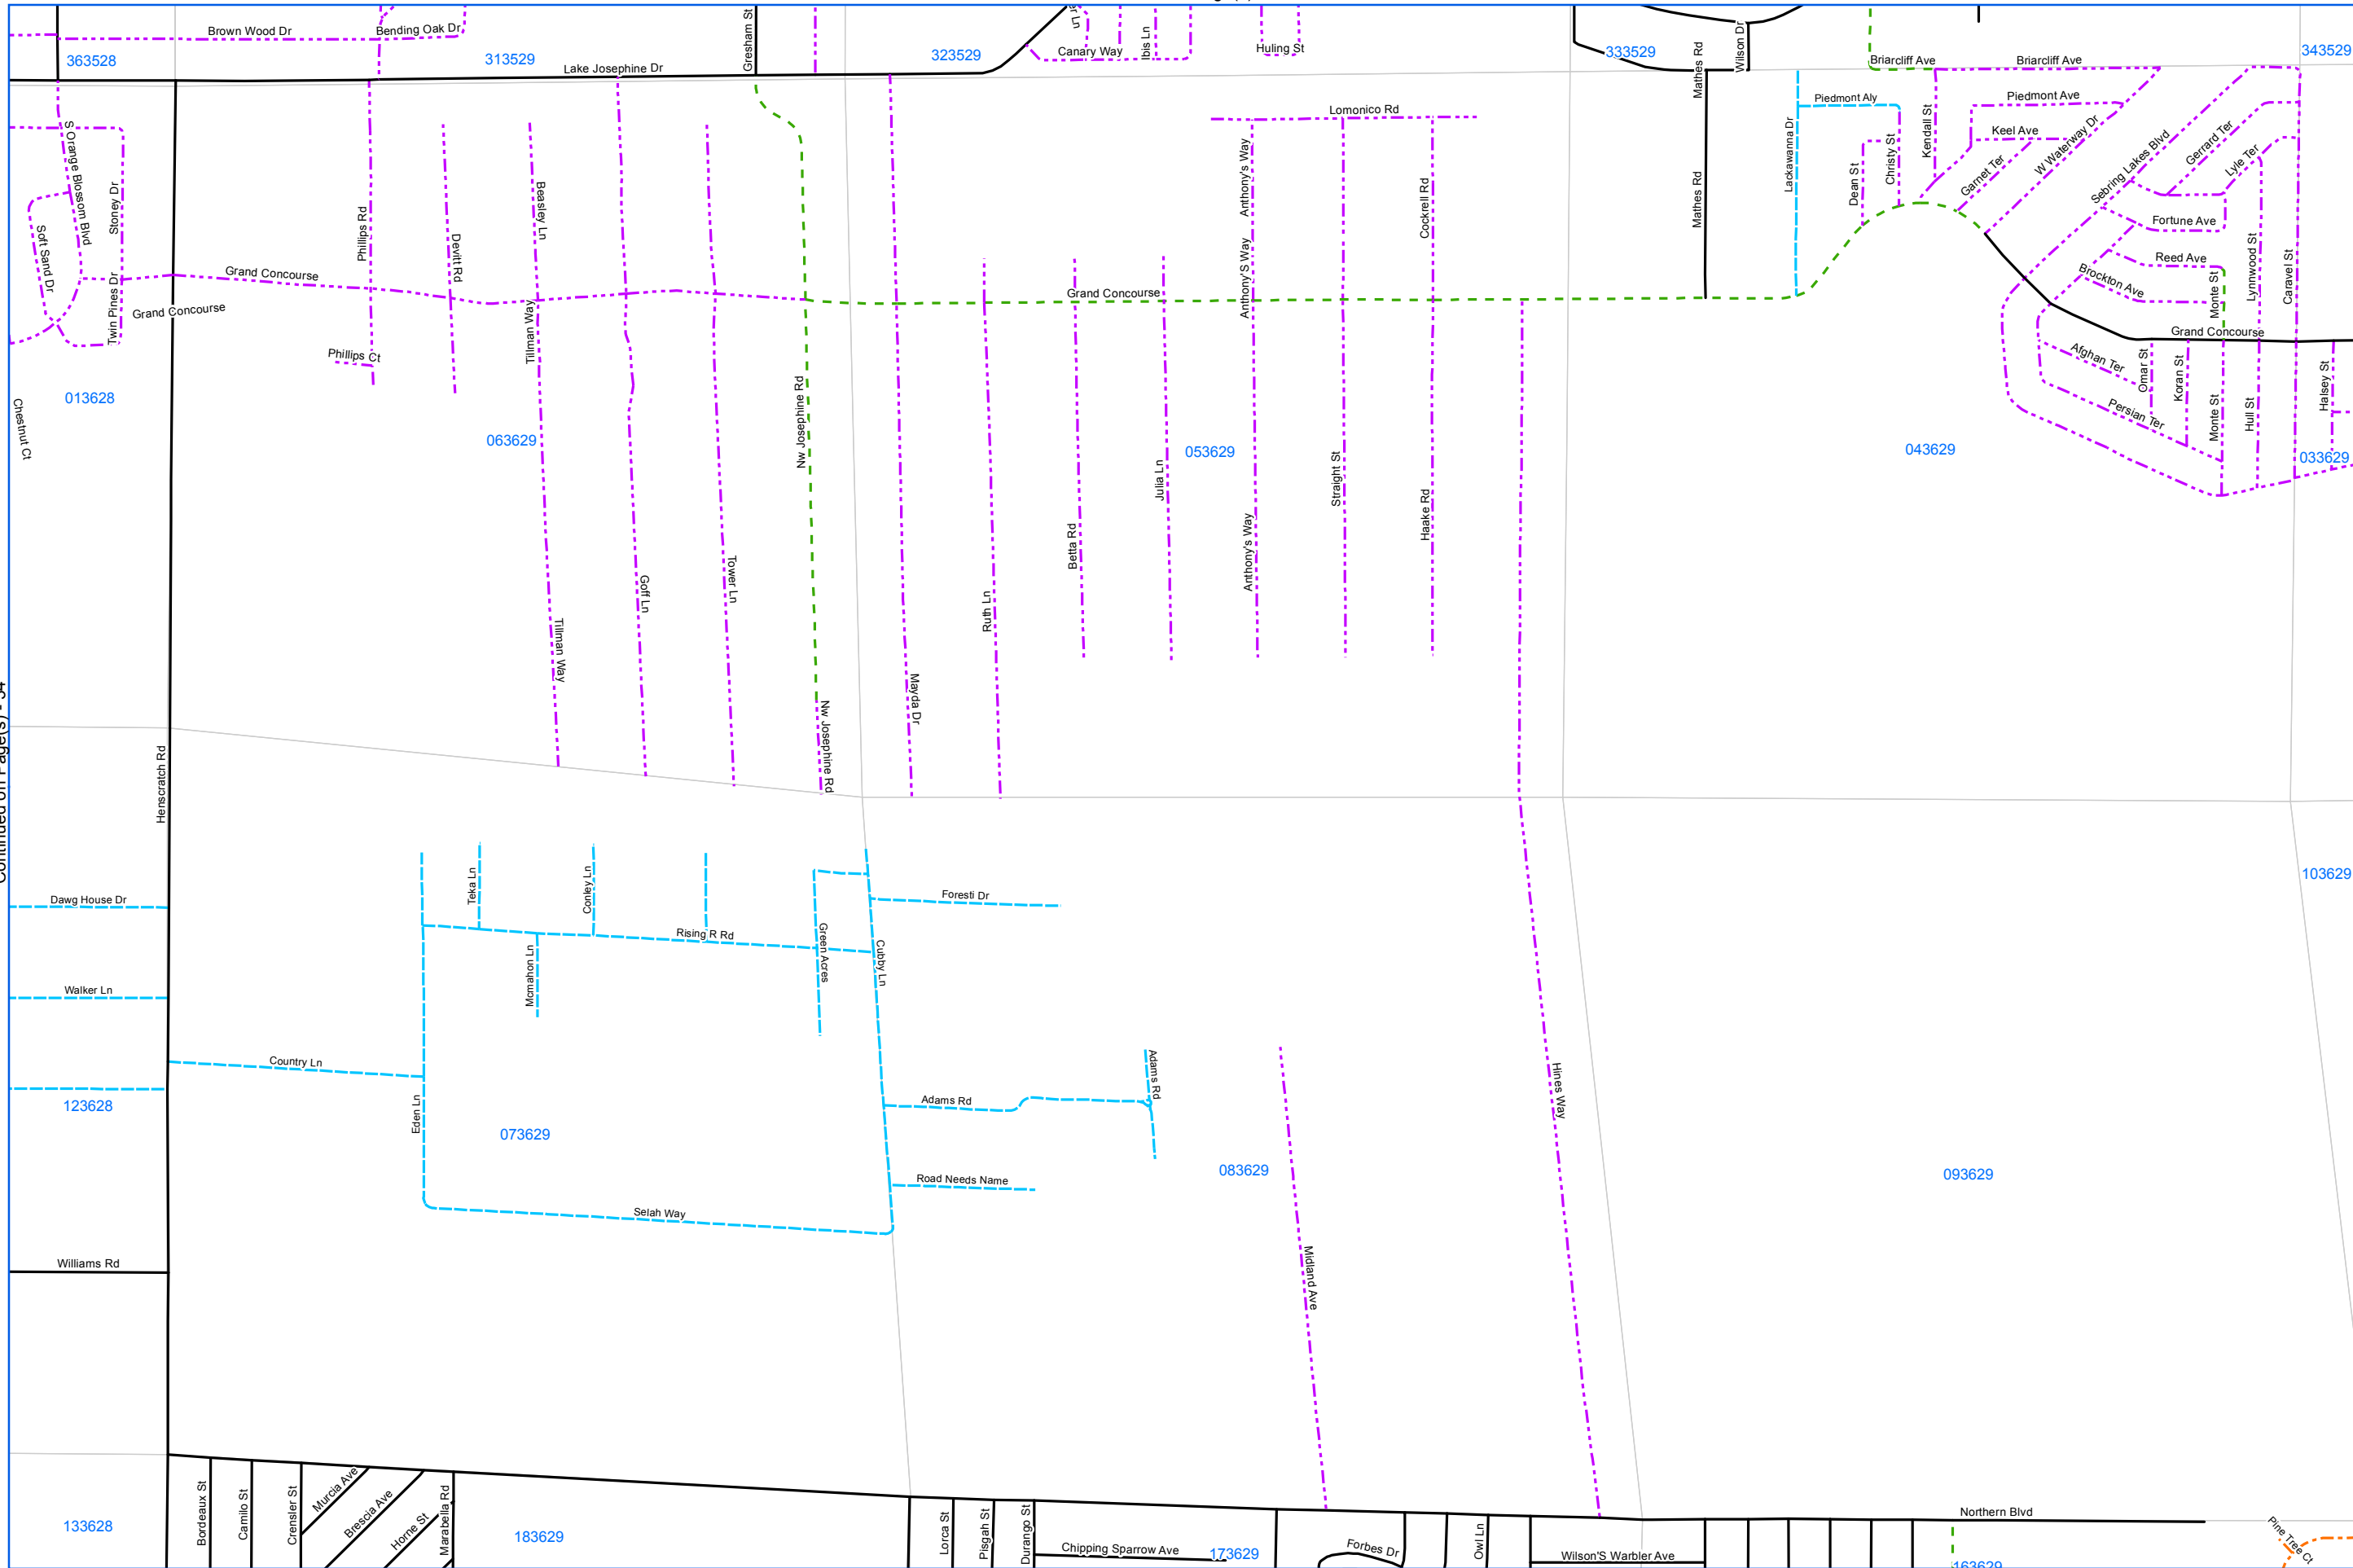 Brown Wood Dr
Bending Oak Dr
Gresham St
Canary Way
Ibis Ln
Huling St
Mathes Rd
Wilson Dr
Briarcliff Ave
Briarcliff Ave
363528
313529
323529
333529
343529
Lake Josephine Dr
S Orange Blossom Blvd
Stoney Dr
Soft Sand Dr
Twin Pines Dr
Phillips Rd
Devitt Rd
Beasley Ln
Lomonico Rd
Anthony's Way
Cockrell Rd
Mathes Rd
Lackawanna Dr
Piedmont Aly
Dean St
Christy St
Kendall St
Piedmont Ave
Keel Ave
Garnet Ter
W Waterway Dr
Sebring Lakes Blvd
Gerrard Ter
Lyle Ter
Fortune Ave
Reed Ave
Brockton Ave
Monte St
Lynnwood St
Caravel St
Grand Concourse
Grand Concourse
Grand Concourse
Grand Concourse
Tillman Way
Anthony'S Way
Phillips Ct
Afghan Ter
Omar St
Koran St
Persian Ter
Monte St
Hull St
Halsey St
013628
Chestnut Ct
063629
Nw Josephine Rd
053629
043629
033629
Julia Ln
Straight St
Haake Rd
Betta Rd
Anthony's Way
Ruth Ln
Goff Ln
Tower Ln
Tillman Way
Mayda Dr
Nw Josephine Rd
Henscratch Rd
Dawg House Dr
Teka Ln
Conley Ln
Foresti Dr
103629
Rising R Rd
Green Acres
Cubby Ln
Mcmahon Ln
Walker Ln
Country Ln
Eden Ln
Adams Rd
Adams Rd
Hines Way
123628
073629
083629
093629
Road Needs Name
Selah Way
Williams Rd
Midland Ave
Bordeaux St
Camilo St
Crensler St
Murcia Ave
Brescia Ave
Horne St
Marabella Rd
133628
183629
Lorca St
Pisgah St
Durango St
Chipping Sparrow Ave
173629
Forbes Dr
Owl Ln
Wilson'S Warbler Ave
Northern Blvd
163629
Pine Tree Ct